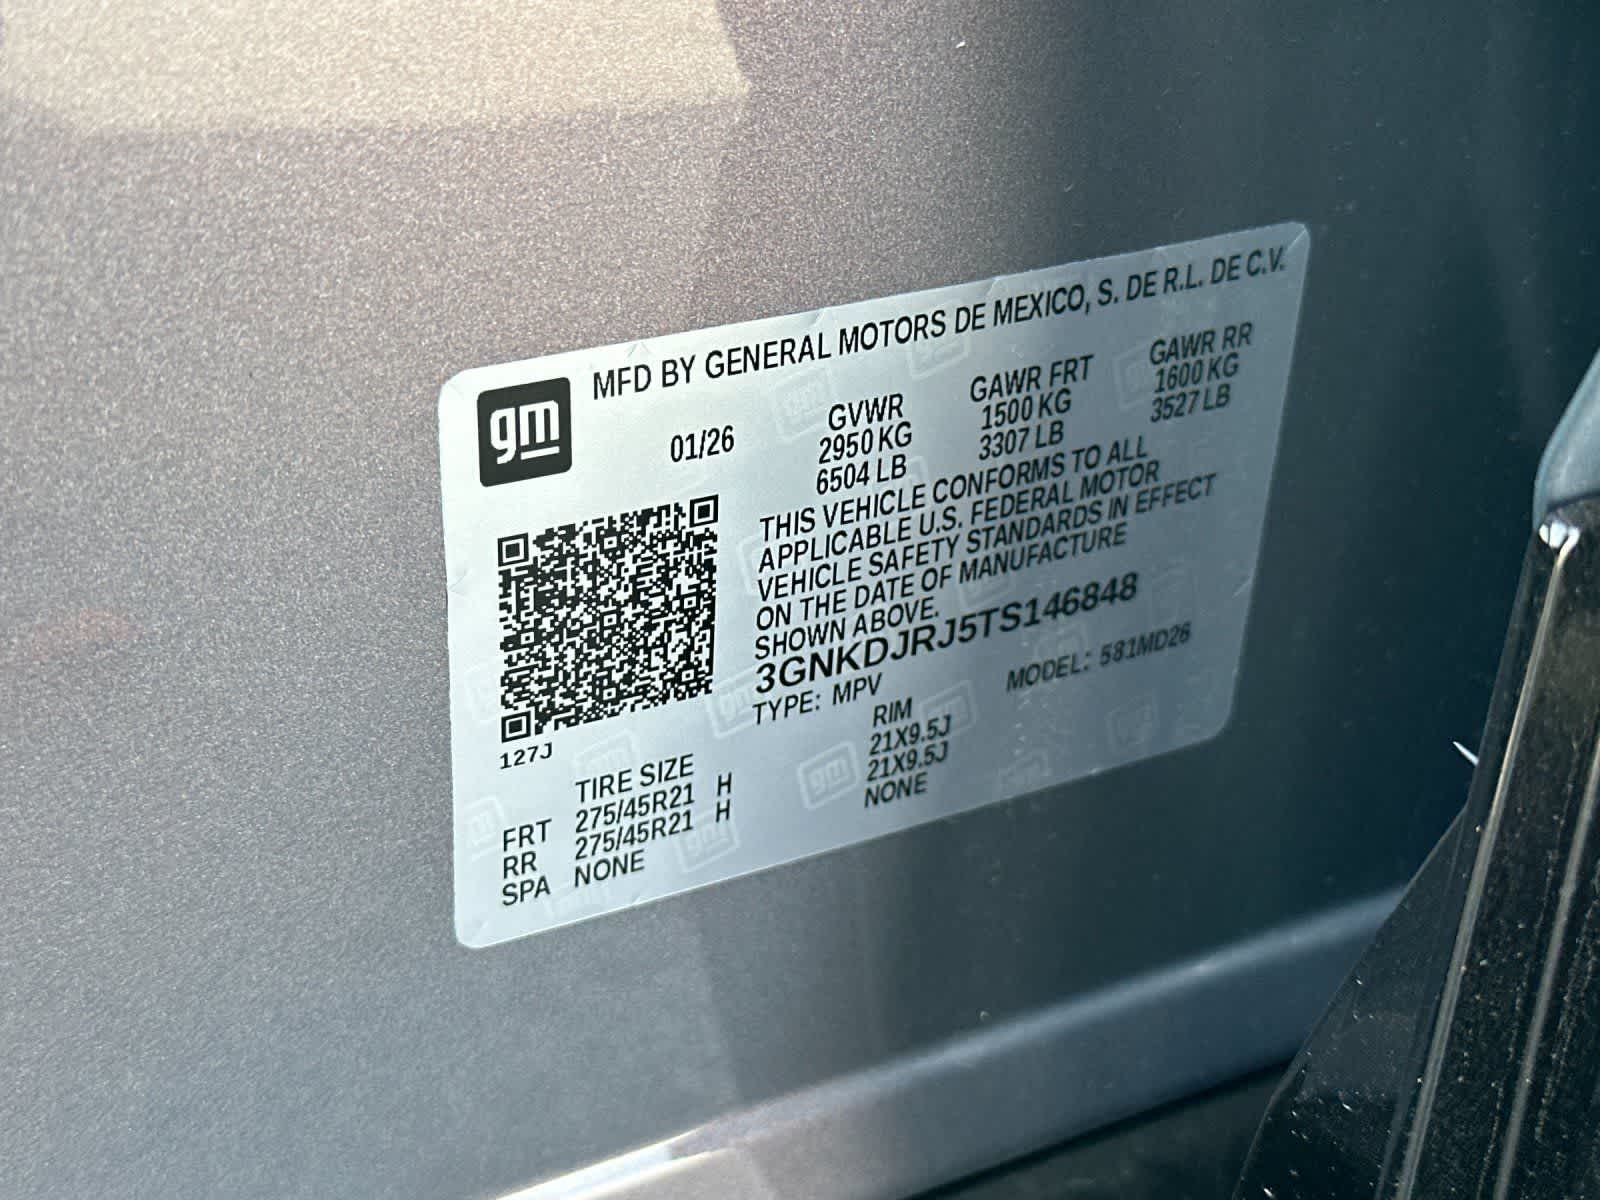 MFD BY GENERAL MOTORS DE MEXICO, S. DE R.L. DE C.V.
gm
01/26
GVWR
2950 KG
6504 LB
GAWR FRT
1500 KG
3307 LB
GAWR RR
1600 KG
3527 LB
THIS VEHICLE CONFORMS TO ALL
APPLICABLE U.S. FEDERAL MOTOR
VEHICLE SAFETY STANDARDS IN EFFECT
ON THE DATE OF MANUFACTURE
SHOWN ABOVE.
3GNKDJRJ5TS146848
TYPE: MPV MODEL: 581MD26
127J
TIRE SIZE RIM
FRT 275/45R21 H 21X9.5J
RR 275/45R21 H 21X9.5J
SPA NONE NONE